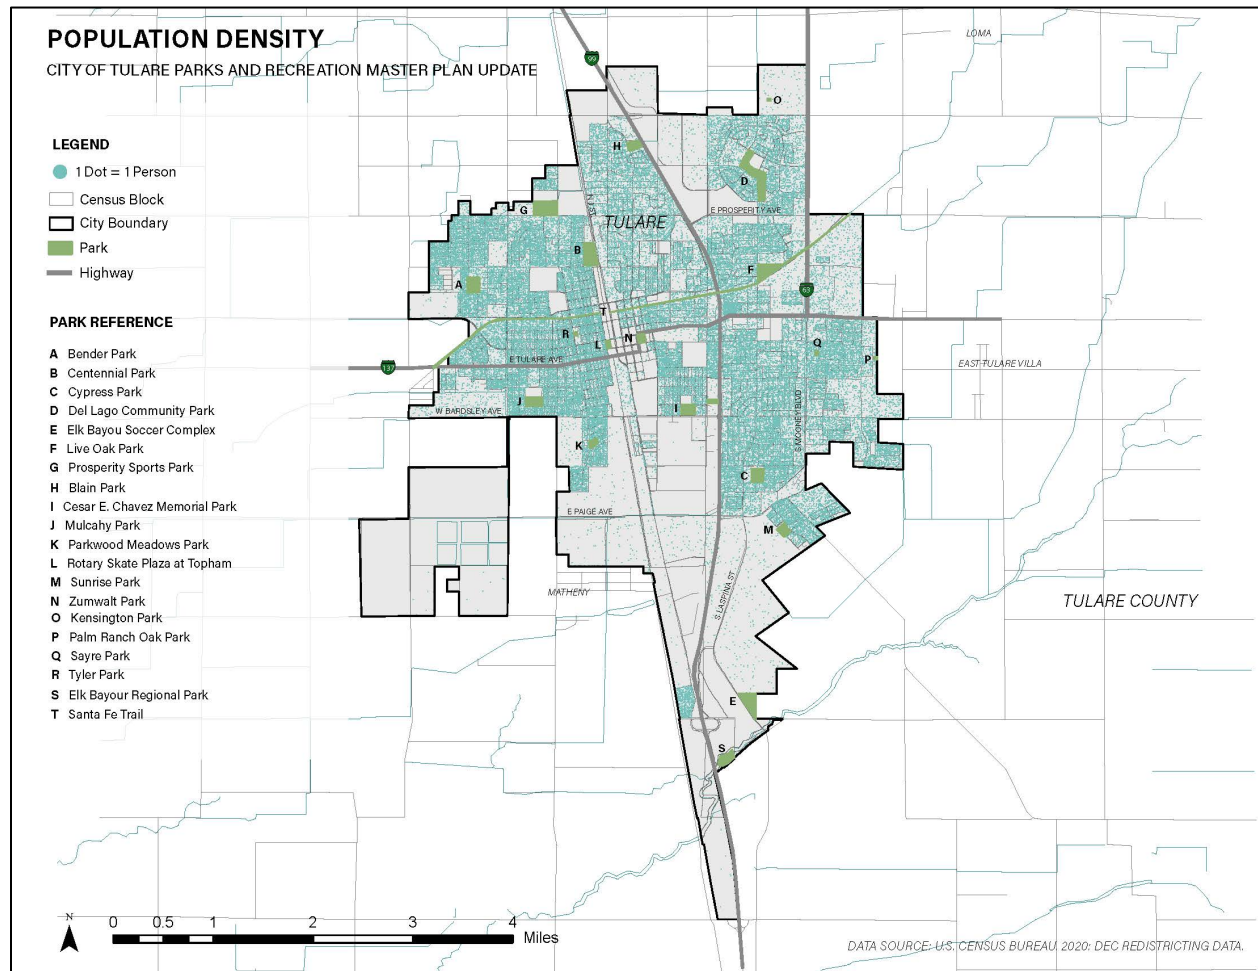 POPULATION DENSITY
CITY OF TULARE PARKS AND RECREATION MASTER PLAN UPDATE
LEGEND
1 Dot = 1 Person
Census Block
City Boundary
Park
Highway
PARK REFERENCE
A Bender Park
B Centennial Park
C Cypress Park
D Del Lago Community Park
E Elk Bayou Soccer Complex
F Live Oak Park
G Prosperity Sports Park
H Blain Park
I Cesar E. Chavez Memorial Park
J Mulcahy Park
K Parkwood Meadows Park
L Rotary Skate Plaza at Topham
M Sunrise Park
N Zumwalt Park
O Kensington Park
P Palm Ranch Oak Park
Q Sayre Park
R Tyler Park
S Elk Bayour Regional Park
T Santa Fe Trail
99
LOMA
O
H
D
G
N J ST
TULARE
E PROSPERITY AVE
B
F
A
63
T
R
L
N
Q
P
E TULARE AVE
137
EAST-TULARE VILLA
J
I
W BARDSLEY AVE
S MOONEY BLVD
K
C
E PAIGE AVE
M
MATHENY
S LASPINA ST
TULARE COUNTY
E
S
N
0 0.5 1 2 3 4
Miles
DATA SOURCE: U.S. CENSUS BUREAU. 2020: DEC REDISTRICTING DATA.